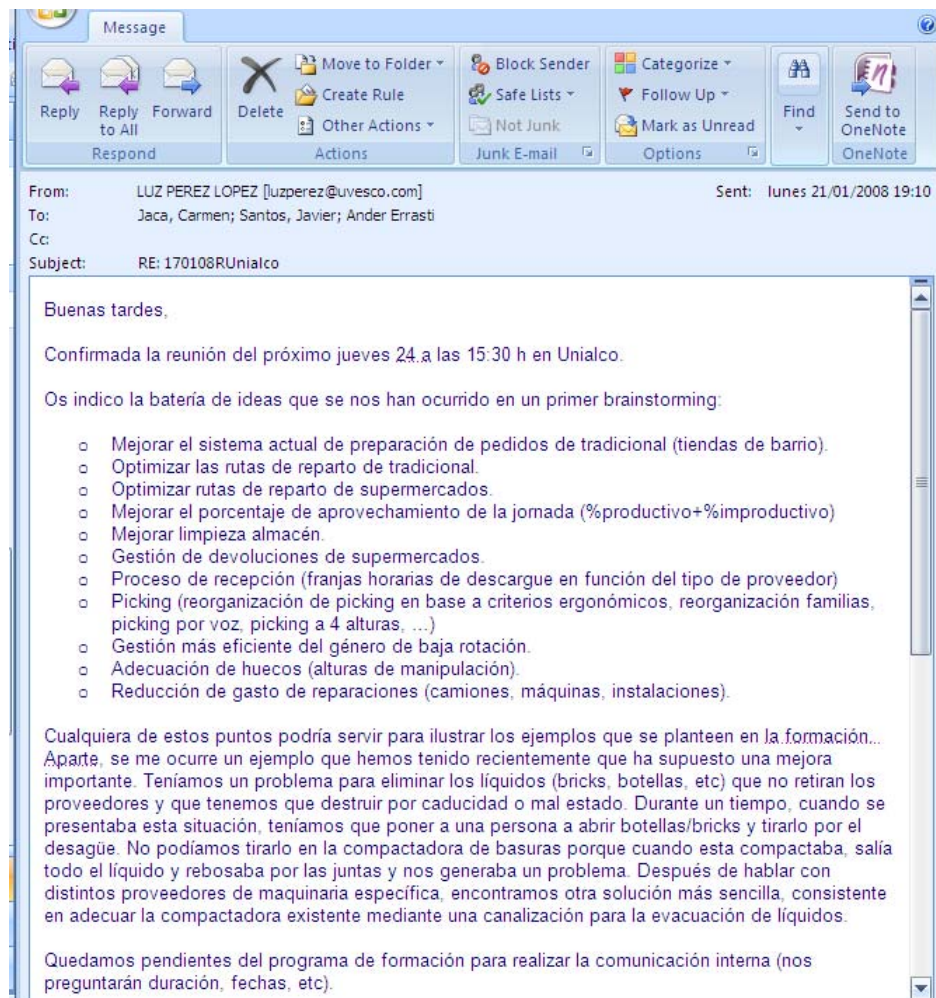 Message
Reply
Reply to All
Forward
Respond
Delete
Move to Folder
Create Rule
Other Actions
Actions
Block Sender
Safe Lists
Not Junk
Junk E-mail
Categorize
Follow Up
Mark as Unread
Options
Find
Send to OneNote
OneNote
From: LUZ PEREZ LOPEZ [luzperez@uvesco.com] Sent: lunes 21/01/2008 19:10
To: Jaca, Carmen; Santos, Javier; Ander Errasti
Cc:
Subject: RE: 170108RUnialco
Buenas tardes,
Confirmada la reunión del próximo jueves 24 a las 15:30 h en Unialco.
Os indico la batería de ideas que se nos han ocurrido en un primer brainstorming:
o Mejorar el sistema actual de preparación de pedidos de tradicional (tiendas de barrio).
o Optimizar las rutas de reparto de tradicional.
o Optimizar rutas de reparto de supermercados.
o Mejorar el porcentaje de aprovechamiento de la jornada (%productivo+%improductivo)
o Mejorar limpieza almacén.
o Gestión de devoluciones de supermercados.
o Proceso de recepción (franjas horarias de descargue en función del tipo de proveedor)
o Picking (reorganización de picking en base a criterios ergonómicos, reorganización familias,
picking por voz, picking a 4 alturas, ...)
o Gestión más eficiente del género de baja rotación.
o Adecuación de huecos (alturas de manipulación).
o Reducción de gasto de reparaciones (camiones, máquinas, instalaciones).
Cualquiera de estos puntos podría servir para ilustrar los ejemplos que se planteen en la formación...
Aparte, se me ocurre un ejemplo que hemos tenido recientemente que ha supuesto una mejora
importante. Teníamos un problema para eliminar los líquidos (bricks, botellas, etc) que no retiran los
proveedores y que tenemos que destruir por caducidad o mal estado. Durante un tiempo, cuando se
presentaba esta situación, teníamos que poner a una persona a abrir botellas/bricks y tirarlo por el
desagüe. No podíamos tirarlo en la compactadora de basuras porque cuando esta compactaba, salía
todo el líquido y rebosaba por las juntas y nos generaba un problema. Después de hablar con
distintos proveedores de maquinaria específica, encontramos otra solución más sencilla, consistente
en adecuar la compactadora existente mediante una canalización para la evacuación de líquidos.
Quedamos pendientes del programa de formación para realizar la comunicación interna (nos
preguntarán duración, fechas, etc).